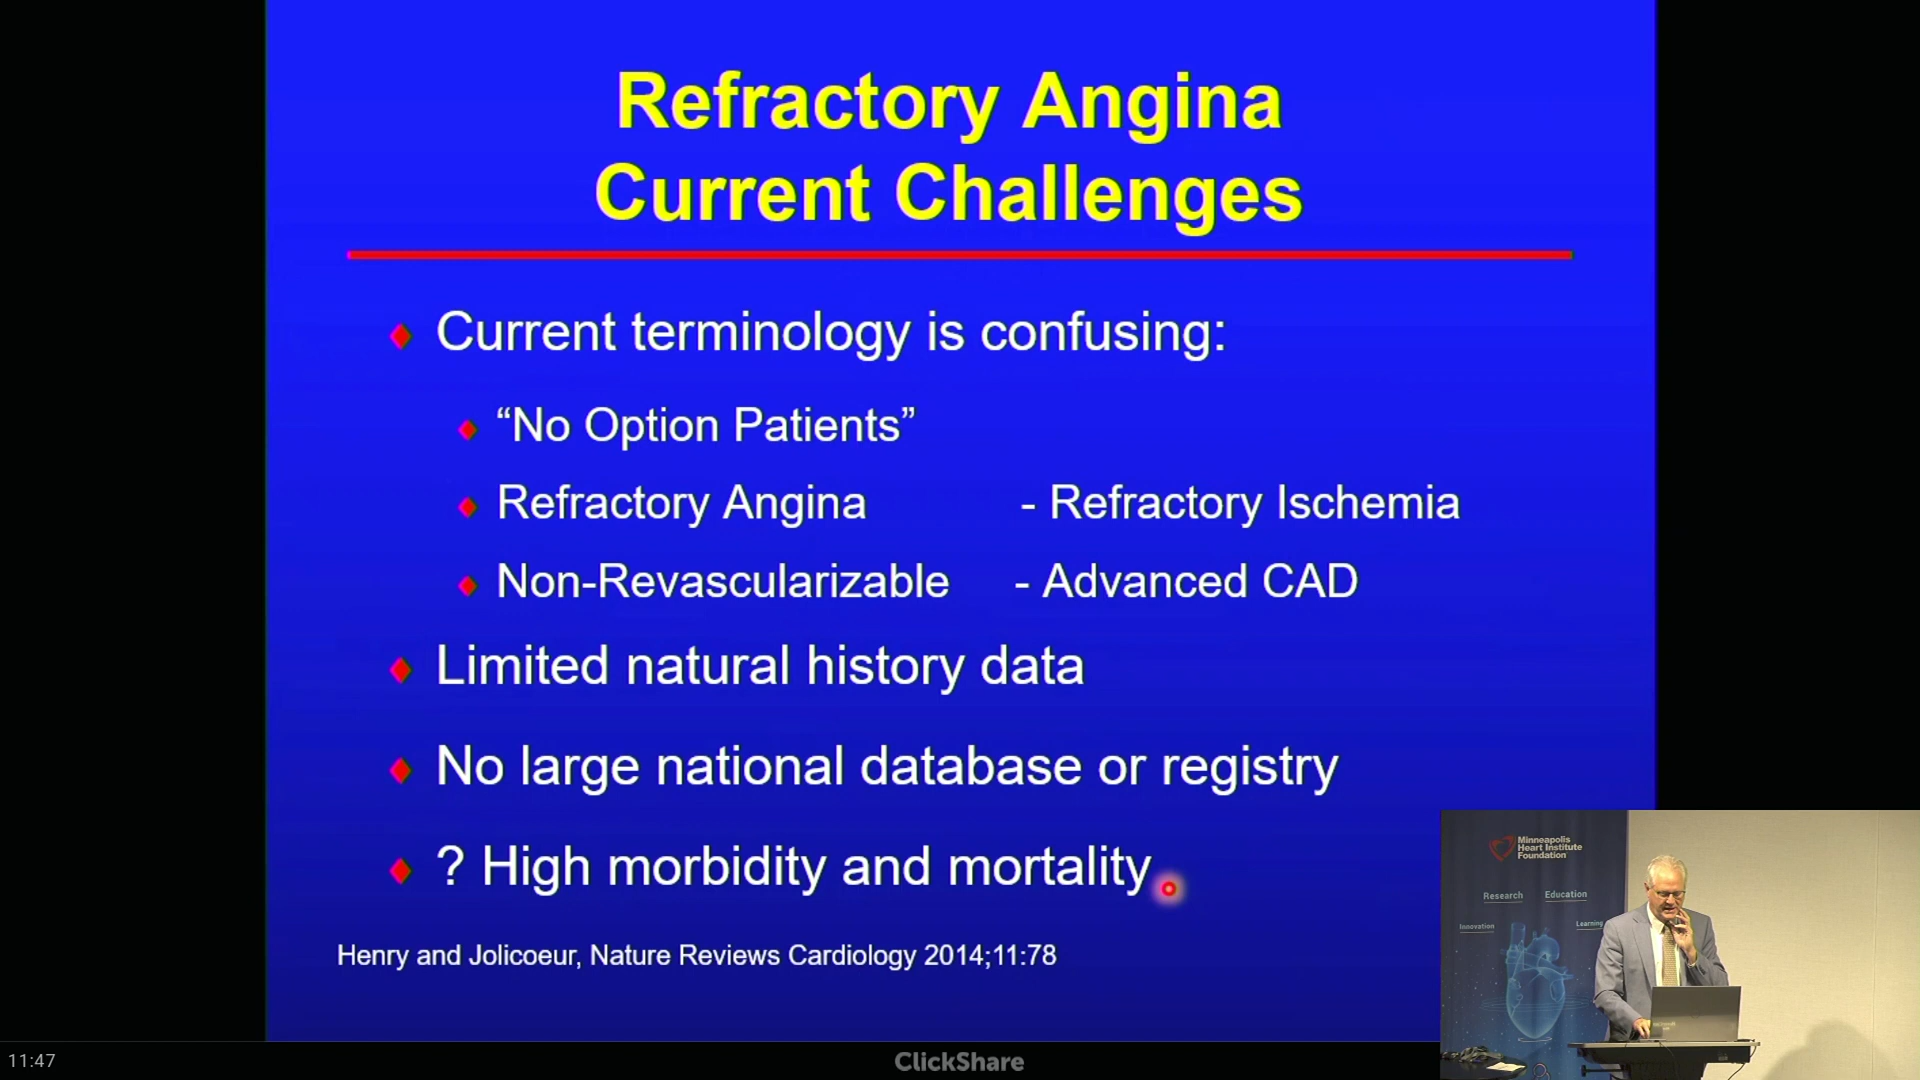 Refractory Angina
Current Challenges
Current terminology is confusing:
“No Option Patients”
Refractory Angina - Refractory Ischemia
Non-Revascularizable - Advanced CAD
Limited natural history data
No large national database or registry
? High morbidity and mortality
Henry and Jolicoeur, Nature Reviews Cardiology 2014;11:78
Minneapolis
Heart Institute
Foundation
Research Education
Innovation Learning
11:47
ClickShare